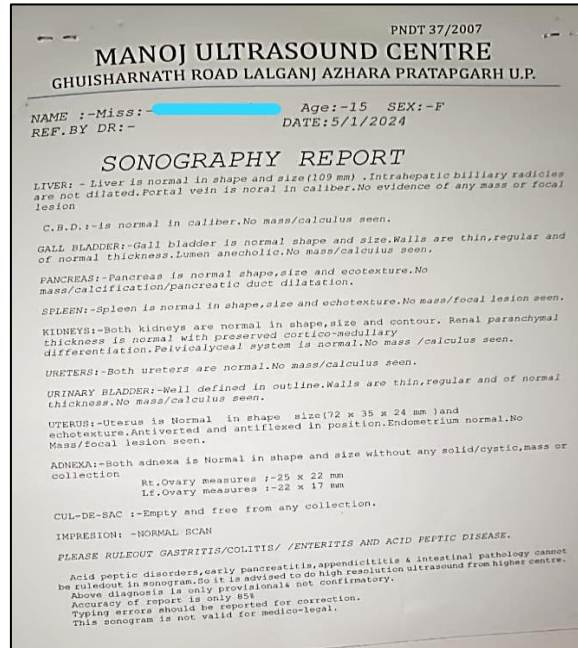 PNDT 37/2007
MANOJ ULTRASOUND CENTRE
GHUISHARNATH ROAD LALGANJ AZHARA PRATAPGARH U.P.
NAME :-Miss:- Age:-15 SEX:-F
REF.BY DR:- DATE:5/1/2024
SONOGRAPHY REPORT
LIVER: - Liver is normal in shape and size(109 mm) .Intrahepatic billiary radicles
are not dilated.Portal vein is noral in caliber.No evidence of any mass or focal
lesion
C.B.D.:-is normal in caliber.No mass/calculus seen.
GALL BLADDER:-Gall bladder is normal shape and size.Walls are thin,regular and
of normal thickness.Lumen anecholic.No mass/calculus seen.
PANCREAS:-Pancreas is normal shape,size and ecotexture.No
mass/calcification/pancreatic duct dilatation.
SPLEEN:-Spleen is normal in shape,size and echotexture.No mass/focal lesion seen.
KIDNEYS:-Both kidneys are normal in shape,size and contour. Renal paranchymal
thickness is normal with preserved cortico-medullary
differentiation.Pelvicalyceal system is normal.No mass /calculus seen.
URETERS:-Both ureters are normal.No mass/calculus seen.
URINARY BLADDER:-Well defined in outline.Walls are thin,regular and of normal
thickness.No mass/calculus seen.
UTERUS:-Uterus is Normal in shape size(72 x 35 x 24 mm )and
echotexture.Antiverted and antiflexed in position.Endometrium normal.No
Mass/focal lesion seen.
ADNEXA:-Both adnexa is Normal in shape and size without any solid/cystic,mass or
collection
Rt.Ovary measures :-25 x 22 mm
Lf.Ovary measures :-22 x 17 mm
CUL-DE-SAC :-Empty and free from any collection.
IMPRESION: -NORMAL SCAN
PLEASE RULEOUT GASTRITIS/COLITIS/ /ENTERITIS AND ACID PEPTIC DISEASE.
Acid peptic disorders,early pancreatitis,appendicititis & intestinal pathology cannot
be ruledout in sonogram.So it is advised to do high resolution ultrasound from higher centre.
Above diagnosis is only provisional& not confirmatory.
Accuracy of report is only 85%
Typing errors should be reported for correction.
This sonogram is not valid for medico-legal.